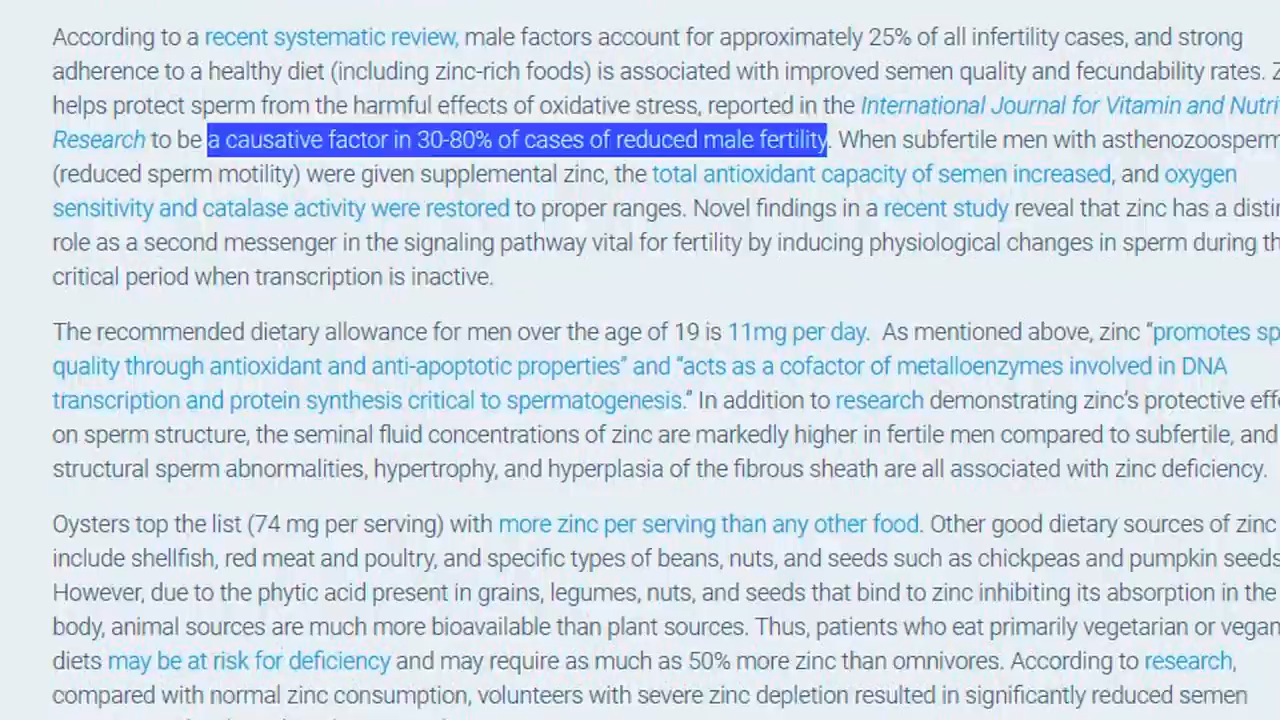 According to a recent systematic review, male factors account for approximately 25% of all infertility cases, and strong
adherence to a healthy diet (including zinc-rich foods) is associated with improved semen quality and fecundability rates.
helps protect sperm from the harmful effects of oxidative stress, reported in the International Journal for Vitamin and Nutri
Research to be a causative factor in 30-80% of cases of reduced male fertility. When subfertile men with asthenozoosperm
(reduced sperm motility) were given supplemental zinc, the total antioxidant capacity of semen increased, and oxygen
sensitivity and catalase activity were restored to proper ranges. Novel findings in a recent study reveal that zinc has a distin
role as a second messenger in the signaling pathway vital for fertility by inducing physiological changes in sperm during th
critical period when transcription is inactive.
The recommended dietary allowance for men over the age of 19 is 11mg per day. As mentioned above, zinc “promotes sp
quality through antioxidant and anti-apoptotic properties” and “acts as a cofactor of metalloenzymes involved in DNA
transcription and protein synthesis critical to spermatogenesis.” In addition to research demonstrating zinc’s protective effe
on sperm structure, the seminal fluid concentrations of zinc are markedly higher in fertile men compared to subfertile, and
structural sperm abnormalities, hypertrophy, and hyperplasia of the fibrous sheath are all associated with zinc deficiency.
Oysters top the list (74 mg per serving) with more zinc per serving than any other food. Other good dietary sources of zinc
include shellfish, red meat and poultry, and specific types of beans, nuts, and seeds such as chickpeas and pumpkin seeds
However, due to the phytic acid present in grains, legumes, nuts, and seeds that bind to zinc inhibiting its absorption in the
body, animal sources are much more bioavailable than plant sources. Thus, patients who eat primarily vegetarian or vegan
diets may be at risk for deficiency and may require as much as 50% more zinc than omnivores. According to research,
compared with normal zinc consumption, volunteers with severe zinc depletion resulted in significantly reduced semen